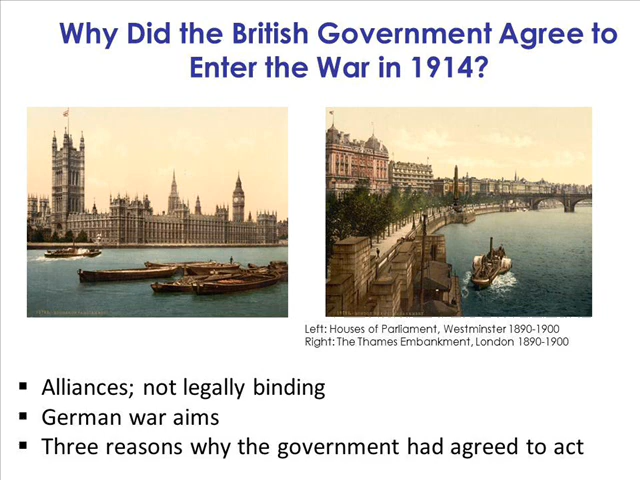 Why Did the British Government Agree to
Enter the War in 1914?
Left: Houses of Parliament, Westminster 1890-1900
Right: The Thames Embankment, London 1890-1900
▪ Alliances; not legally binding
▪ German war aims
▪ Three reasons why the government had agreed to act